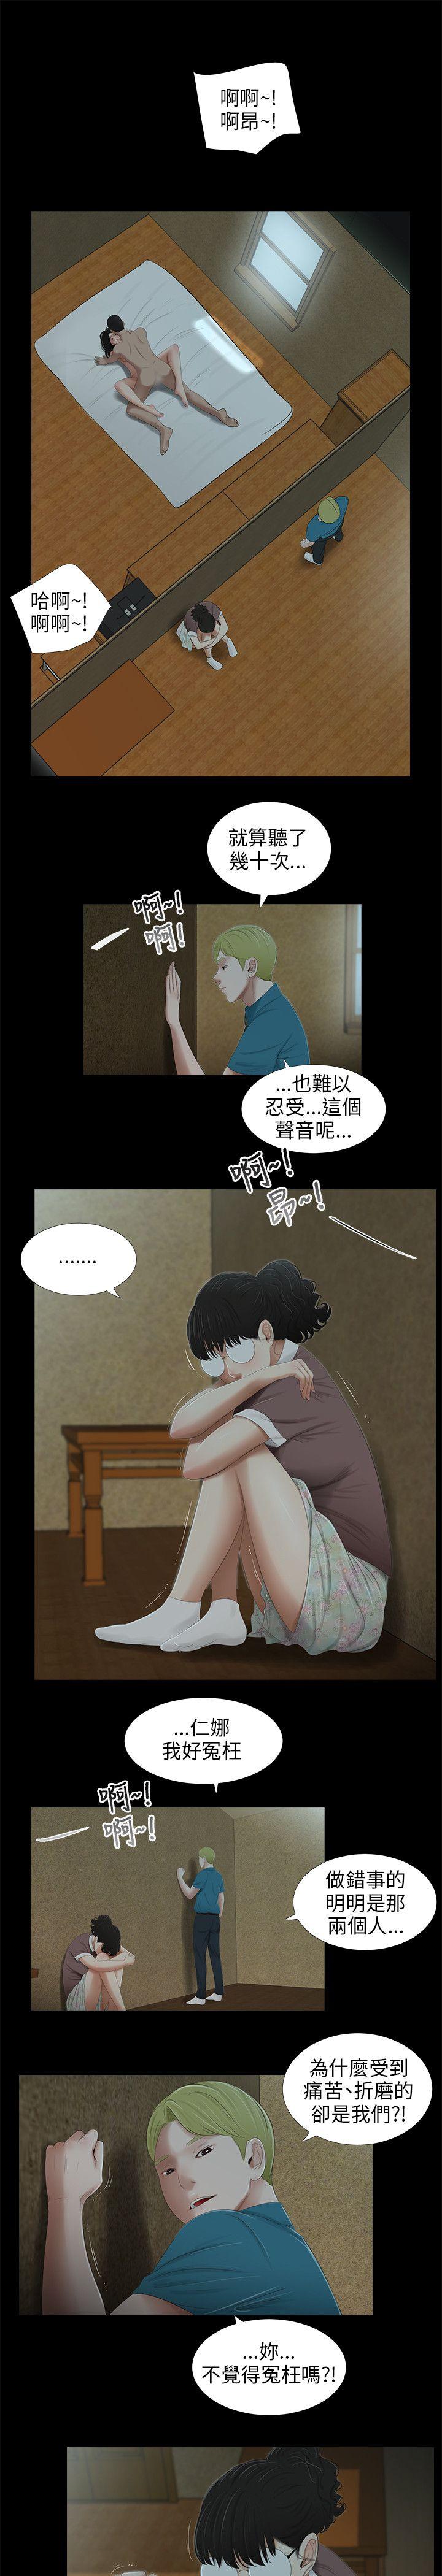 啊啊~!
啊昂~!
哈啊~!
啊啊~!
就算聽了
幾十次...
啊~!
啊!
...也難以
忍受...這個
聲音呢...
啊~!
昂~!
.......
...仁娜
我好冤枉
啊~!
啊~!
做錯事的
明明是那
兩個人...
為什麼受到
痛苦、折磨的
卻是我們?!
...妳...
不覺得冤枉嗎?!